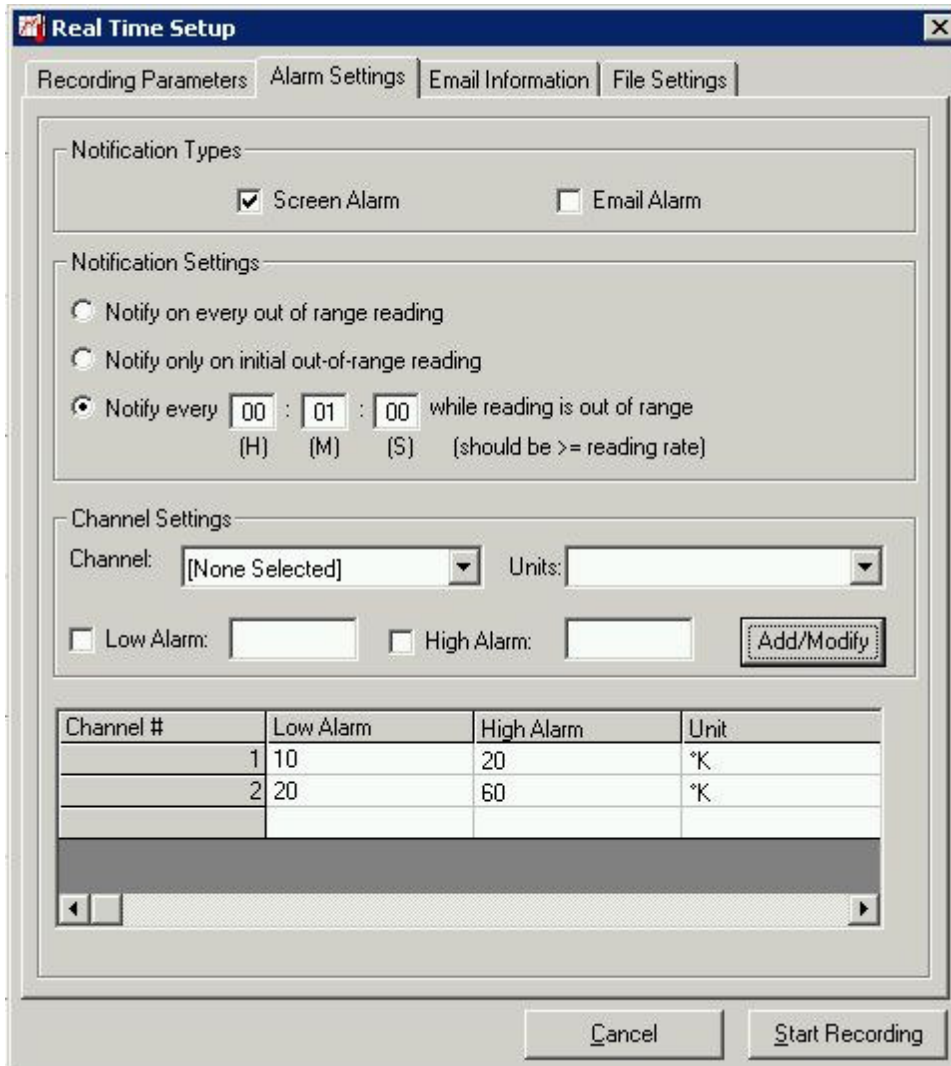 Real Time Setup
Recording Parameters Alarm Settings Email Information File Settings
Notification Types
Screen Alarm Email Alarm
Notification Settings
Notify on every out of range reading
Notify only on initial out-of-range reading
Notify every 00 : 01 : 00 while reading is out of range
(H) (M) (S) (should be >= reading rate)
Channel Settings
Channel: [None Selected] Units:
Low Alarm: High Alarm: Add/Modify
Channel # Low Alarm High Alarm Unit
1 10 20 °K
2 20 60 °K
Cancel Start Recording